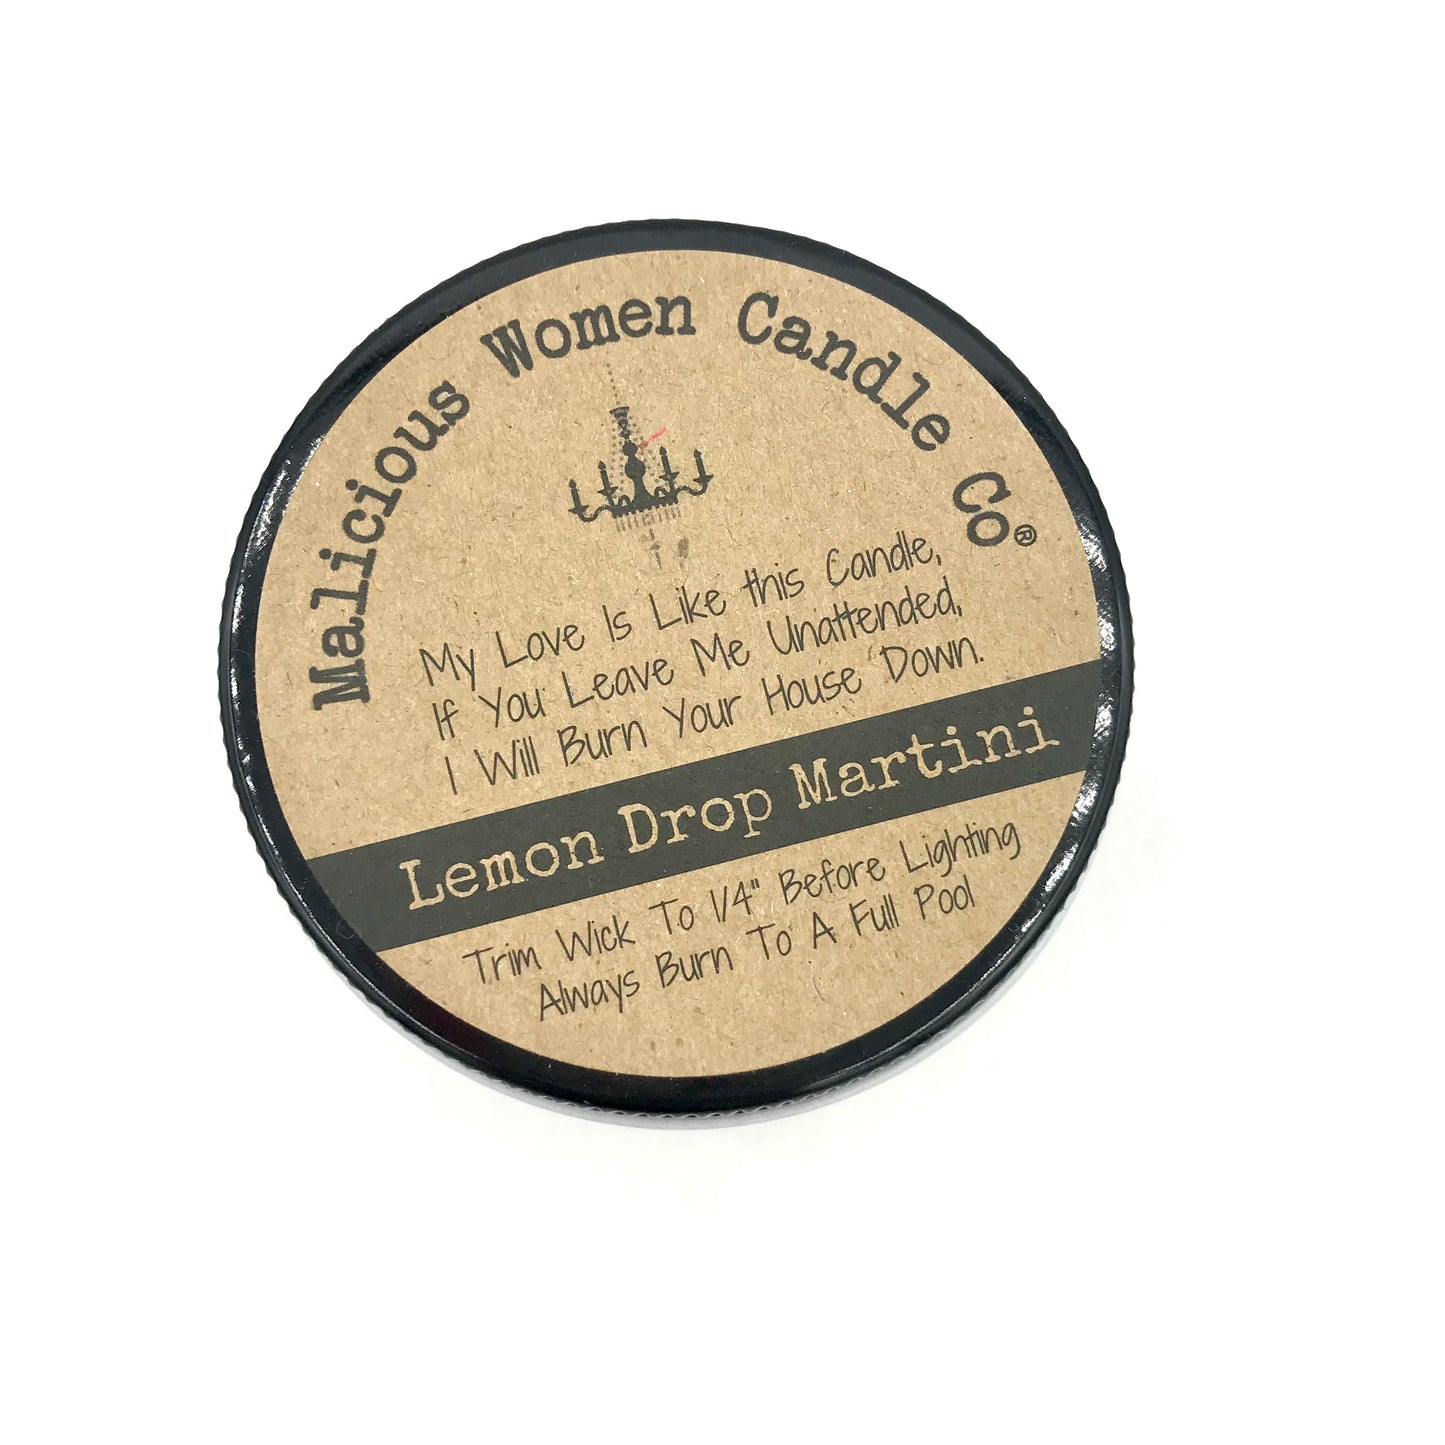 Malicious Women Candle Co®
My Love Is Like this Candle,
If You Leave Me Unattended,
I Will Burn Your House Down.
Lemon Drop Martini
Trim Wick To 1/4" Before Lighting
Always Burn To A Full Pool